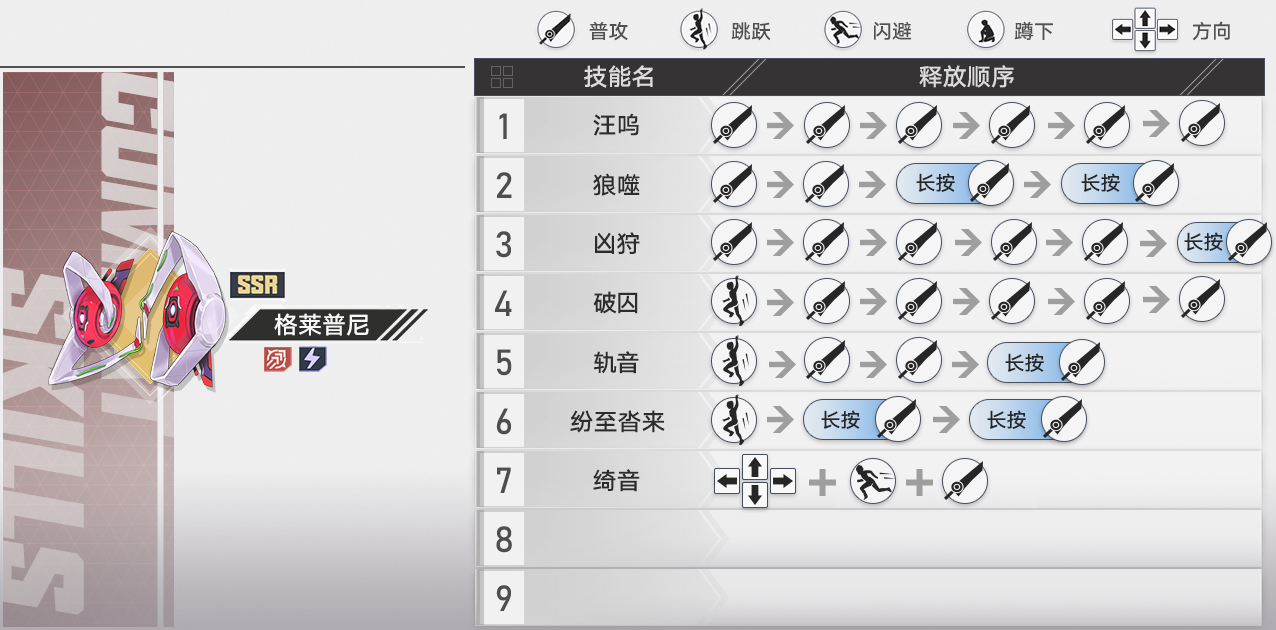 普攻 跳跃 闪避 蹲下 方向
技能名 释放顺序
1 汪呜
2 狼噬 长按 长按
3 凶狩 长按
4 破囚
5 轨音 长按
6 纷至沓来 长按 长按
7 绮音
8
9
SSR
格莱普尼
SKILLS